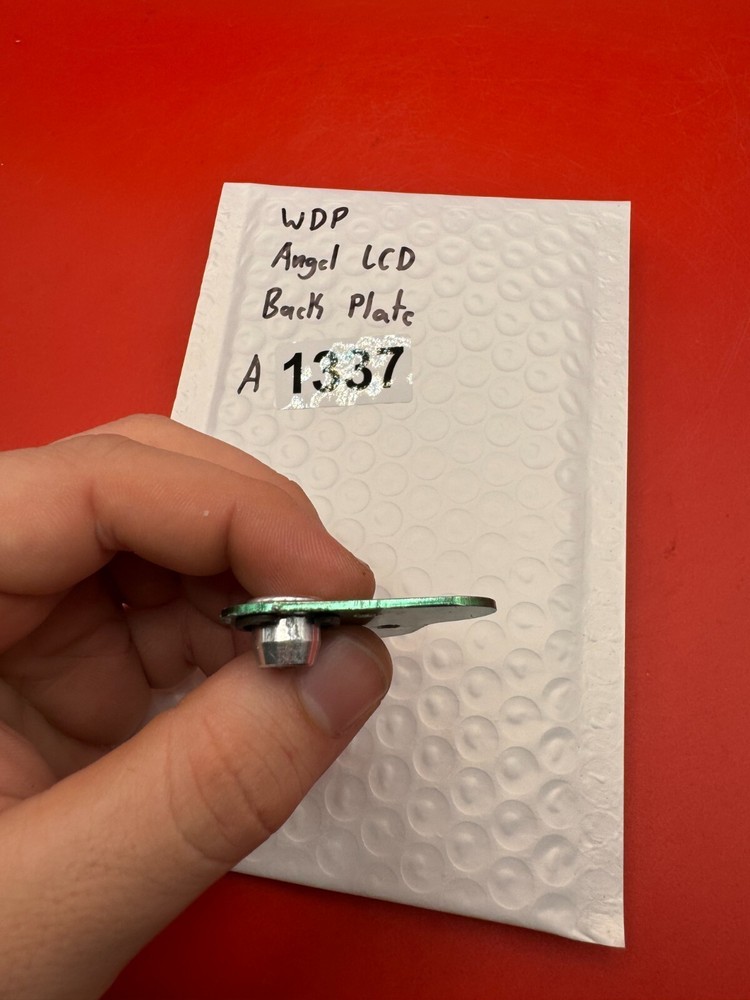 WDP
Angel LCD
Back Plate
A 1337